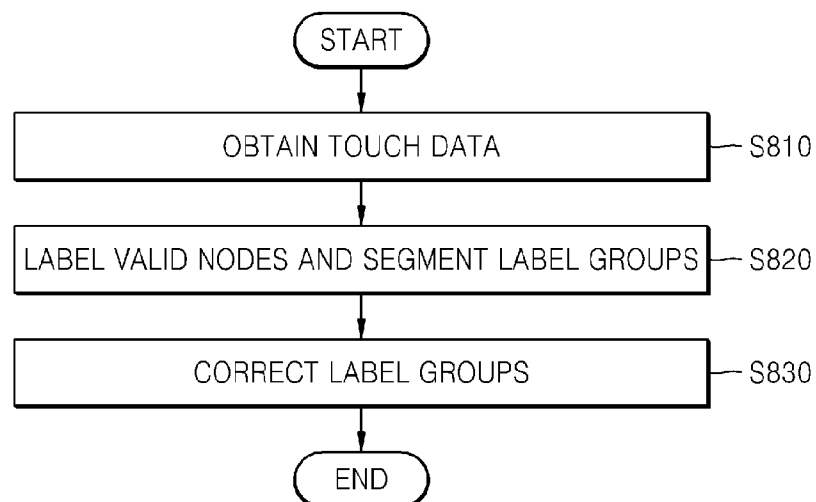 START
OBTAIN TOUCH DATA
S810
LABEL VALID NODES AND SEGMENT LABEL GROUPS
S820
CORRECT LABEL GROUPS
S830
END